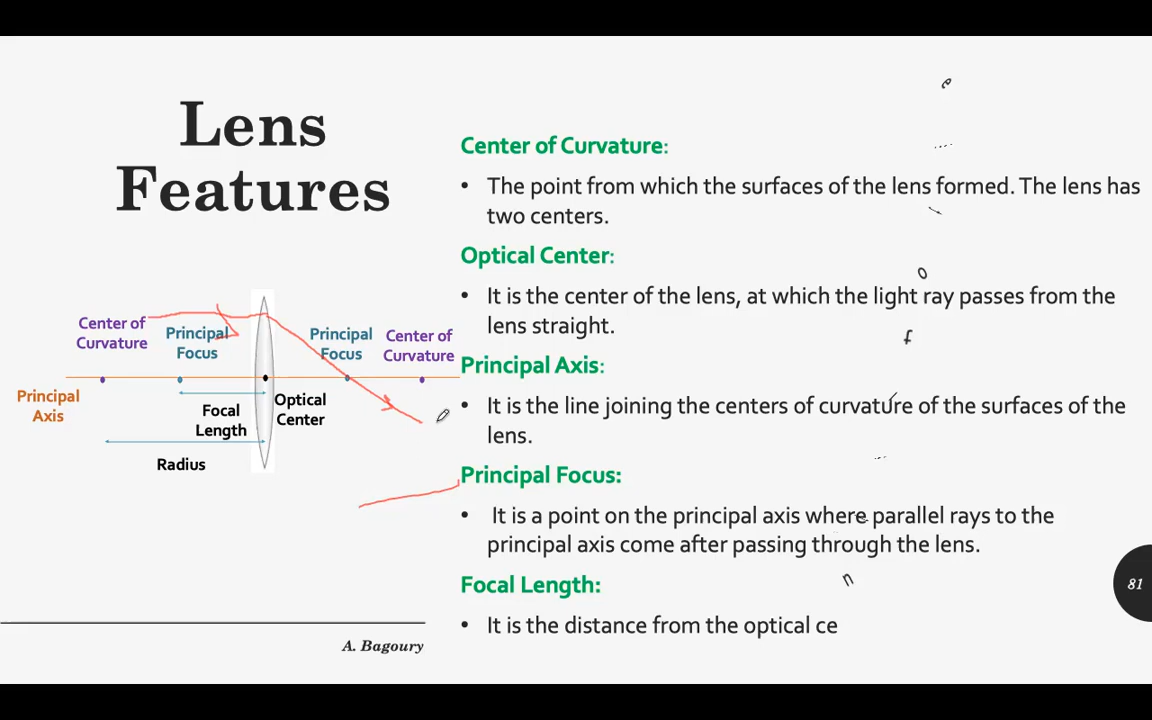 Lens
Features
Center of Curvature:
• The point from which the surfaces of the lens formed. The lens has
two centers.
Optical Center:
• It is the center of the lens, at which the light ray passes from the
lens straight.
Principal Axis:
• It is the line joining the centers of curvature of the surfaces of the
lens.
Principal Focus:
• It is a point on the principal axis where parallel rays to the
principal axis come after passing through the lens.
Focal Length:
• It is the distance from the optical ce
Center of
Curvature
Principal
Focus
Principal
Focus
Center of
Curvature
Principal
Axis
Focal
Length
Optical
Center
Radius
A. Bagoury
81